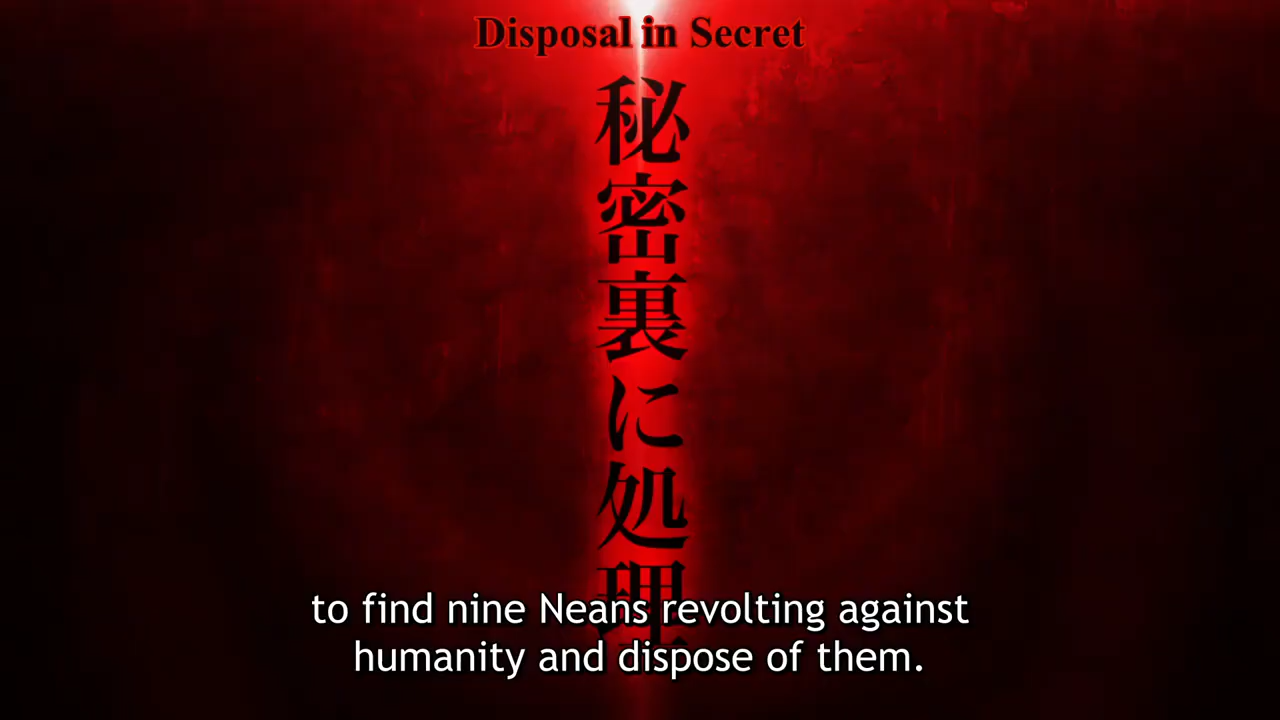 Disposal in Secret
秘密裏に処理
to find nine Neans revolting against
humanity and dispose of them.